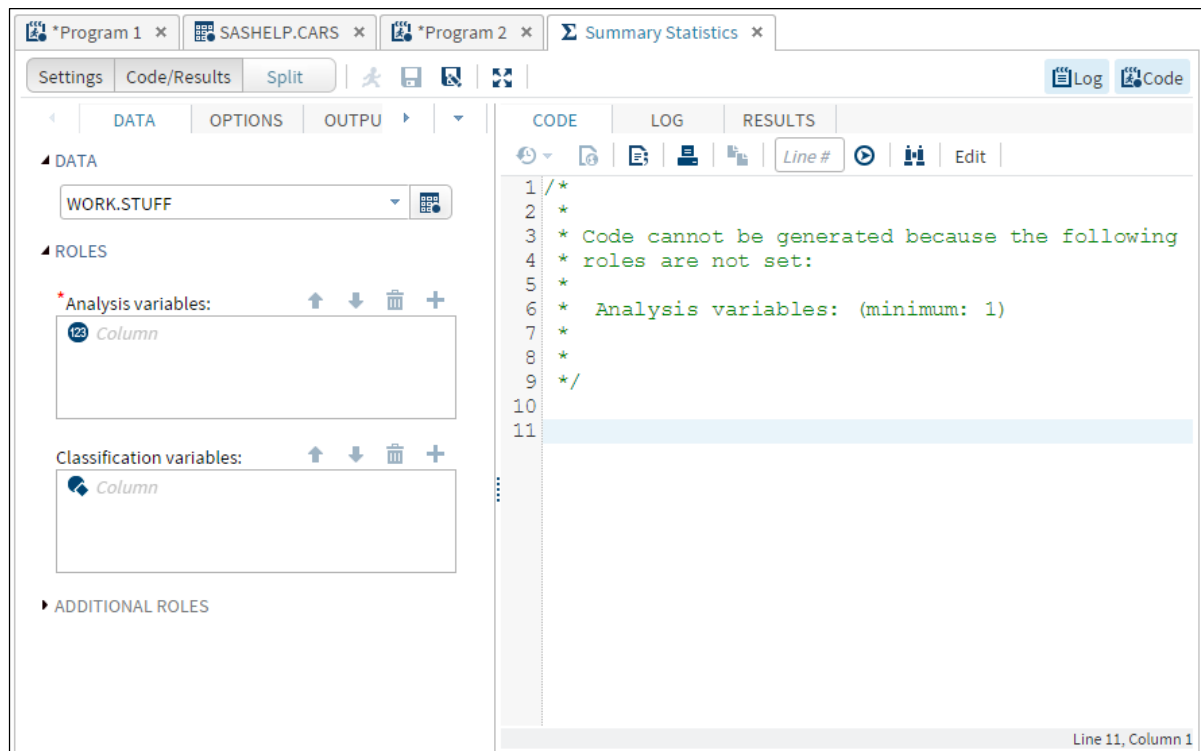 *Program 1 × SASHELP.CARS × *Program 2 × Σ Summary Statistics ×
Settings Code/Results Split Log Code
DATA OPTIONS OUTPU CODE LOG RESULTS
DATA
Line # Edit
WORK.STUFF
ROLES
*Analysis variables:
123 Column
Classification variables:
Column
ADDITIONAL ROLES
1 /*
2 *
3 * Code cannot be generated because the following
4 * roles are not set:
5 *
6 * Analysis variables: (minimum: 1)
7 *
8 *
9 */
10
11
Line 11, Column 1